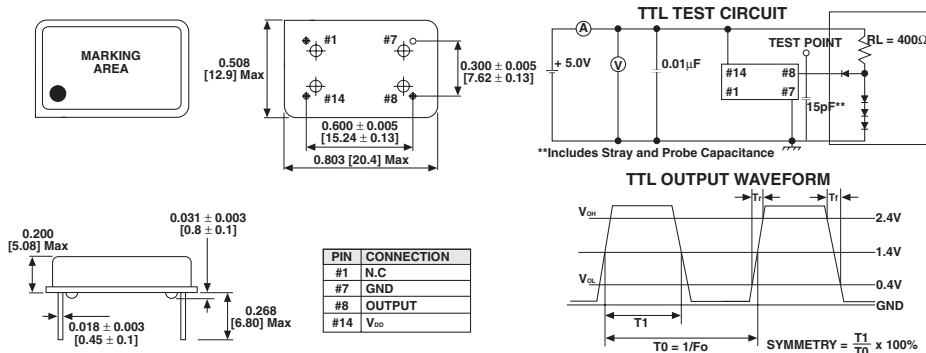 MARKING
AREA
0.508
[12.9] Max
#1
#7
#14
#8
0.300 ± 0.005
[7.62 ± 0.13]
0.600 ± 0.005
[15.24 ± 0.13]
0.803 [20.4] Max
TTL TEST CIRCUIT
A
TEST POINT
RL = 400Ω
+ 5.0V
V
0.01μF
#14
#8
#1
#7
15pF**
**Includes Stray and Probe Capacitance
0.200
[5.08] Max
0.031 ± 0.003
[0.8 ± 0.1]
0.018 ± 0.003
[0.45 ± 0.1]
0.268
[6.80] Max
PIN CONNECTION
#1 N.C
#7 GND
#8 OUTPUT
#14 VDD
TTL OUTPUT WAVEFORM
Tr
Tf
VOH
2.4V
1.4V
VOL
0.4V
GND
T1
T0 = 1/Fo
SYMMETRY = T1/T0 x 100%